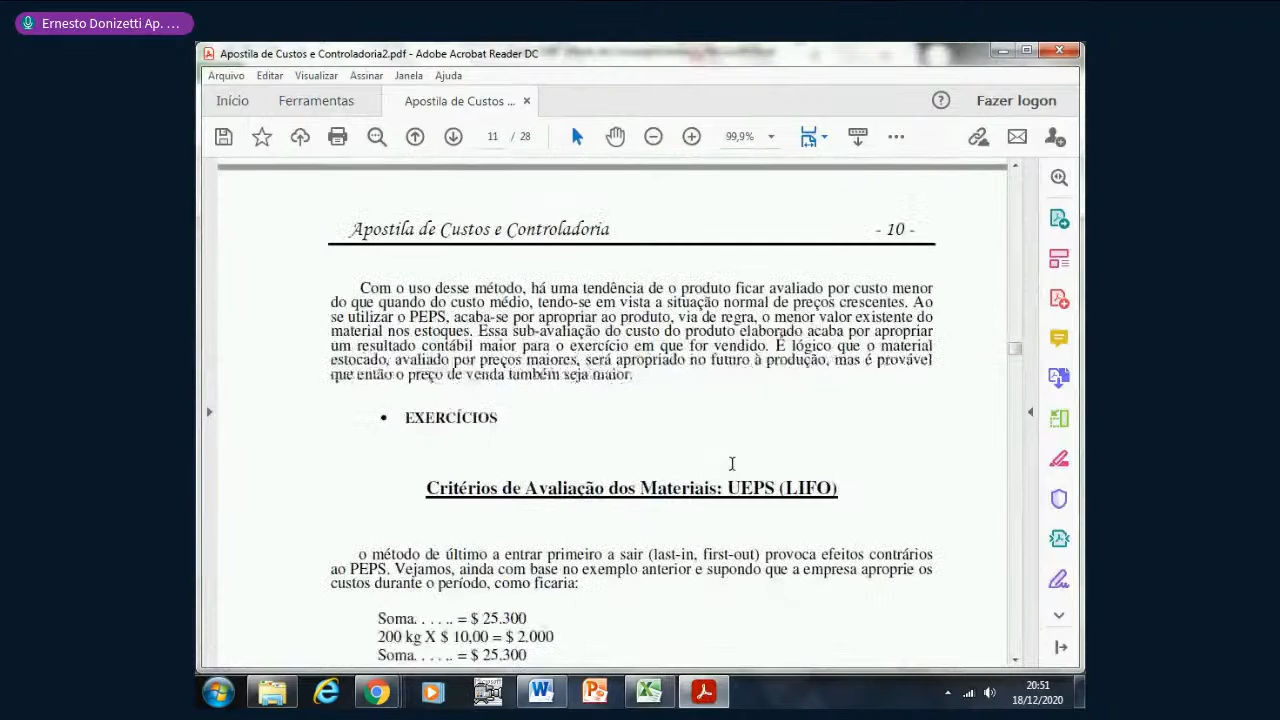 Ernesto Donizetti Ap. ...
Apostila de Custos e Controladoria2.pdf - Adobe Acrobat Reader DC
Arquivo Editar Visualizar Assinar Janela Ajuda
Início Ferramentas Apostila de Custos ... × Fazer logon
11 / 28 99,9%
Apostila de Custos e Controladoria - 10 -
Com o uso desse método, há uma tendência de o produto ficar avaliado por custo menor
do que quando do custo médio, tendo-se em vista a situação normal de preços crescentes. Ao
se utilizar o PEPS, acaba-se por apropriar ao produto, via de regra, o menor valor existente do
material nos estoques. Essa sub-avaliação do custo do produto elaborado acaba por apropriar
um resultado contábil maior para o exercício em que for vendido. É lógico que o material
estocado, avaliado por preços maiores, será apropriado no futuro à produção, mas é provável
que então o preço de venda também seja maior.
• EXERCÍCIOS
Critérios de Avaliação dos Materiais: UEPS (LIFO)
o método de último a entrar primeiro a sair (last-in, first-out) provoca efeitos contrários
ao PEPS. Vejamos, ainda com base no exemplo anterior e supondo que a empresa aproprie os
custos durante o período, como ficaria:
Soma. . . . .. = $ 25.300
200 kg X $ 10,00 = $ 2.000
Soma. . . . .. = $ 25.300
20:51
18/12/2020